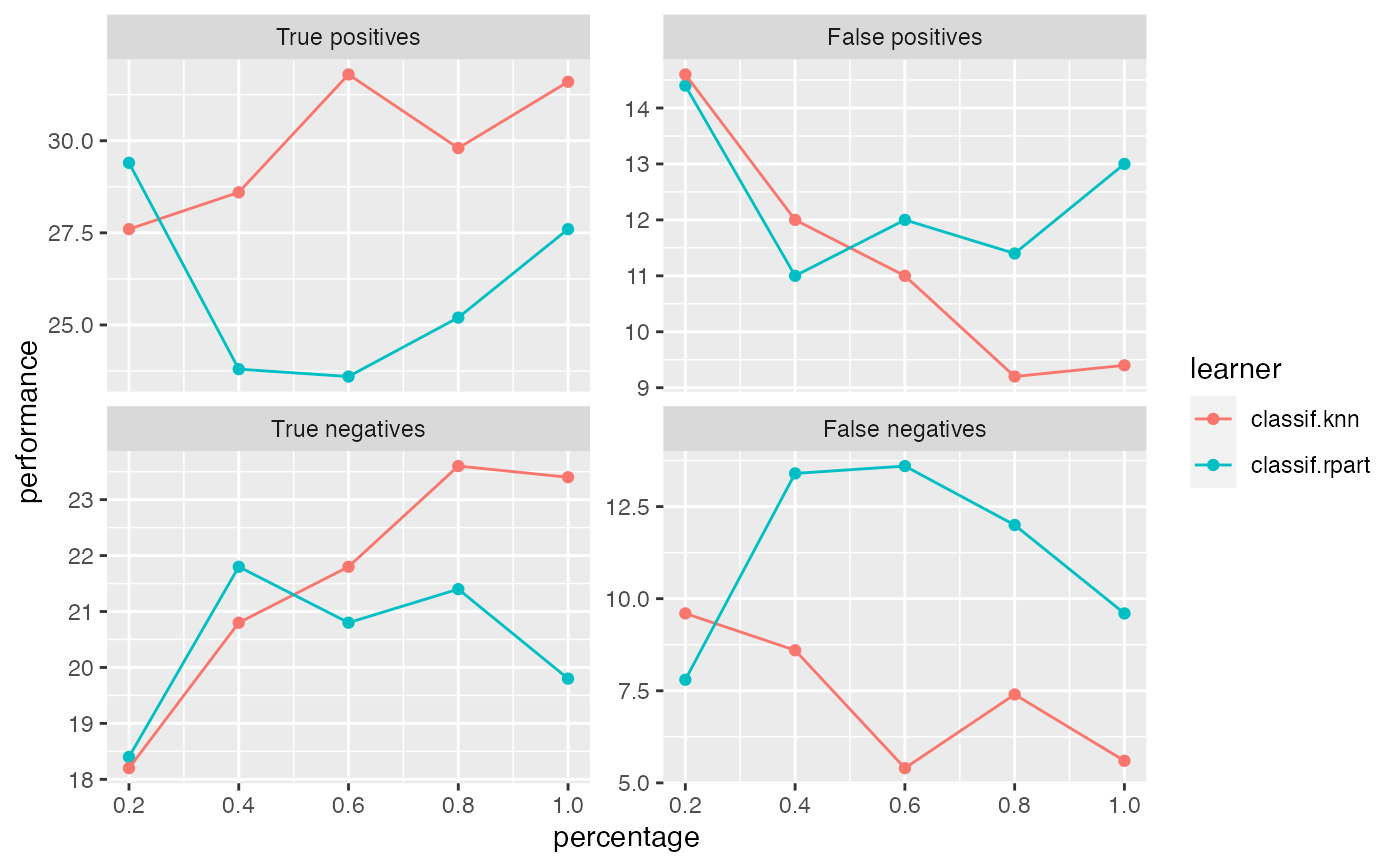 True positives
False positives
30.0
27.5
25.0
14
13
12
11
10
9
performance
True negatives
False negatives
23
22
21
20
19
18
12.5
10.0
7.5
5.0
0.2 0.4 0.6 0.8 1.0
0.2 0.4 0.6 0.8 1.0
percentage
learner
classif.knn
classif.rpart